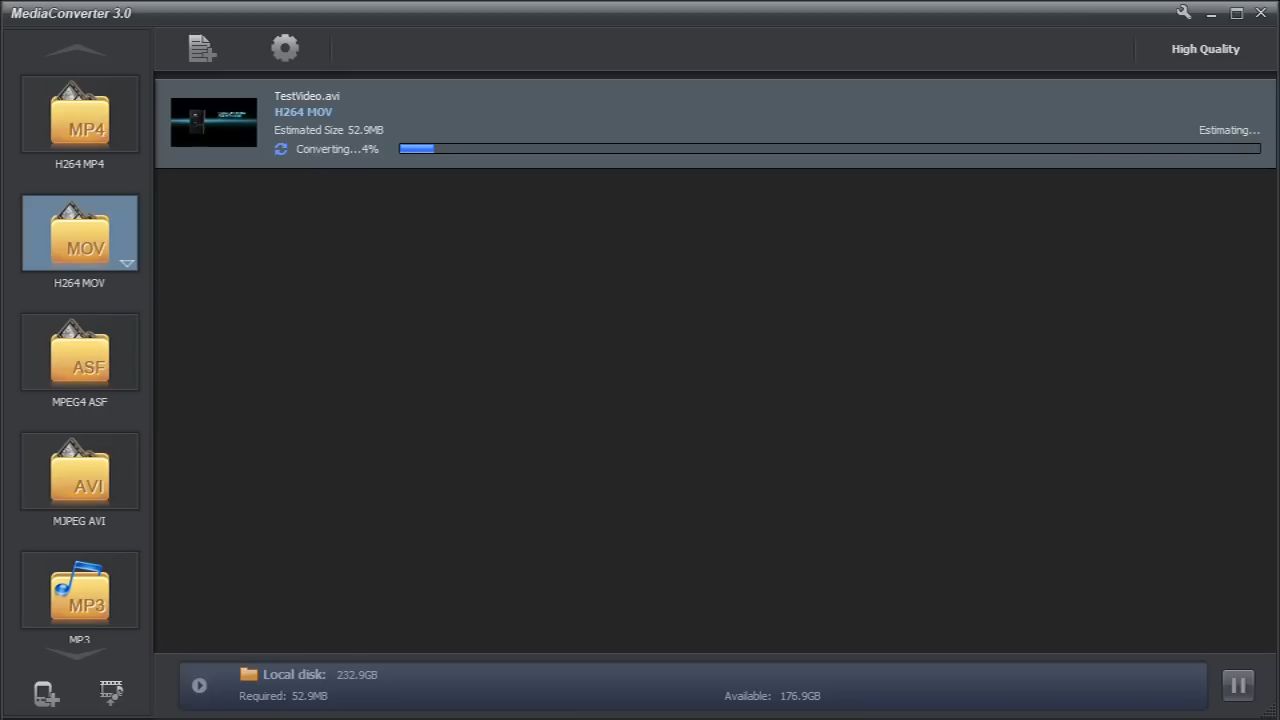 MediaConverter 3.0
High Quality
MP4
H264 MP4
MOV
H264 MOV
ASF
MPEG4 ASF
AVI
MJPEG AVI
MP3
MP3
TestVideo.avi
H264 MOV
Estimated Size 52.9MB
Estimating...
Converting...4%
Local disk: 232.9GB
Required: 52.9MB
Available: 176.9GB